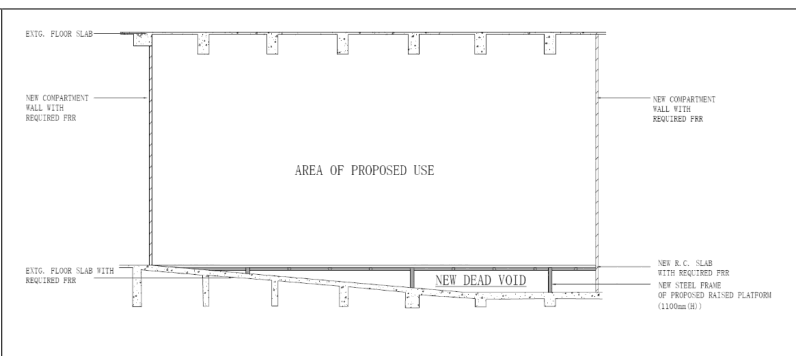 EXTG. FLOOR SLAB
NEW COMPARTMENT
WALL WITH
REQUIRED FRR
NEW COMPARTMENT
WALL WITH
REQUIRED FRR
AREA OF PROPOSED USE
EXTG. FLOOR SLAB WITH
REQUIRED FRR
NEW DEAD VOID
NEW R.C. SLAB
WITH REQUIRED FRR
NEW STEEL FRAME
OF PROPOSED RAISED PLATFORM
(1100mm(H))